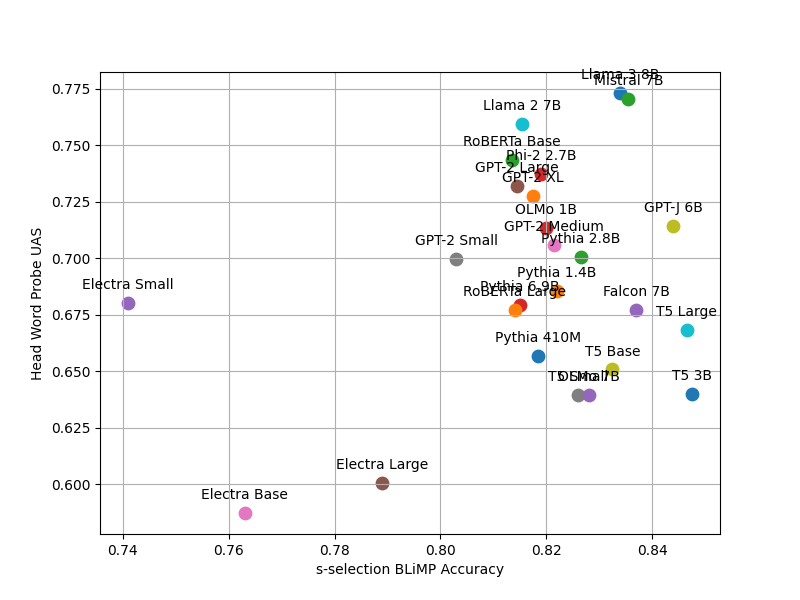 Llama 3 8B
Mistral 7B
Llama 2 7B
RoBERTa Base
Phi-2 2.7B
GPT-2 Large
GPT-2 XL
OLMo 1B
GPT-J 6B
GPT-2 Medium
Pythia 2.8B
GPT-2 Small
Pythia 1.4B
Electra Small
Pythia 6.9B
RoBERTa Large
Falcon 7B
T5 Large
Pythia 410M
T5 Base
T5 Small
OLMo 7B
T5 3B
Electra Large
Electra Base
0.775
0.750
0.725
0.700
0.675
0.650
0.625
0.600
Head Word Probe UAS
0.74 0.76 0.78 0.80 0.82 0.84
s-selection BLiMP Accuracy